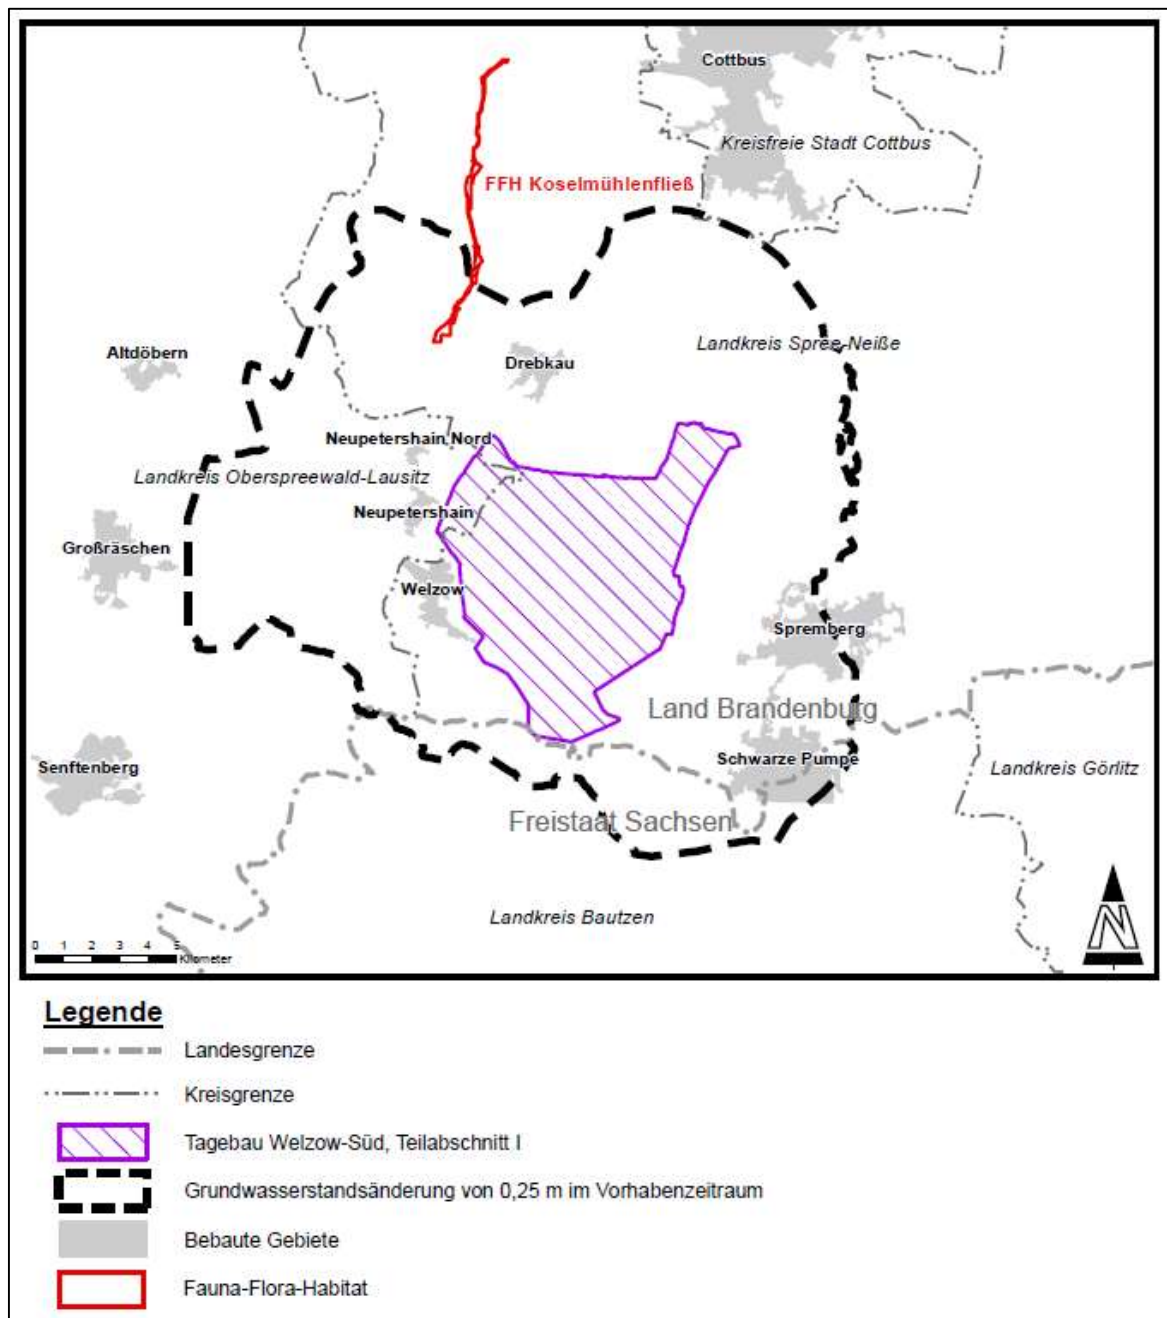 Cottbus
Kreisfreie Stadt Cottbus
FFH Koselmühlenfließ
Landkreis Spree-Neiße
Altdöbern
Drebkau
Neupetershain Nord
Landkreis Oberspreewald-Lausitz
Neupetershain
Großräschen
Welzow
Spremberg
Land Brandenburg
Schwarze Pumpe
Senftenberg
Landkreis Görlitz
Freistaat Sachsen
Landkreis Bautzen
N
0 1 2 3 4 5
Kilometer
Legende
Landesgrenze
Kreisgrenze
Tagebau Welzow-Süd, Teilabschnitt I
Grundwasserstandsänderung von 0,25 m im Vorhabenzeitraum
Bebaute Gebiete
Fauna-Flora-Habitat